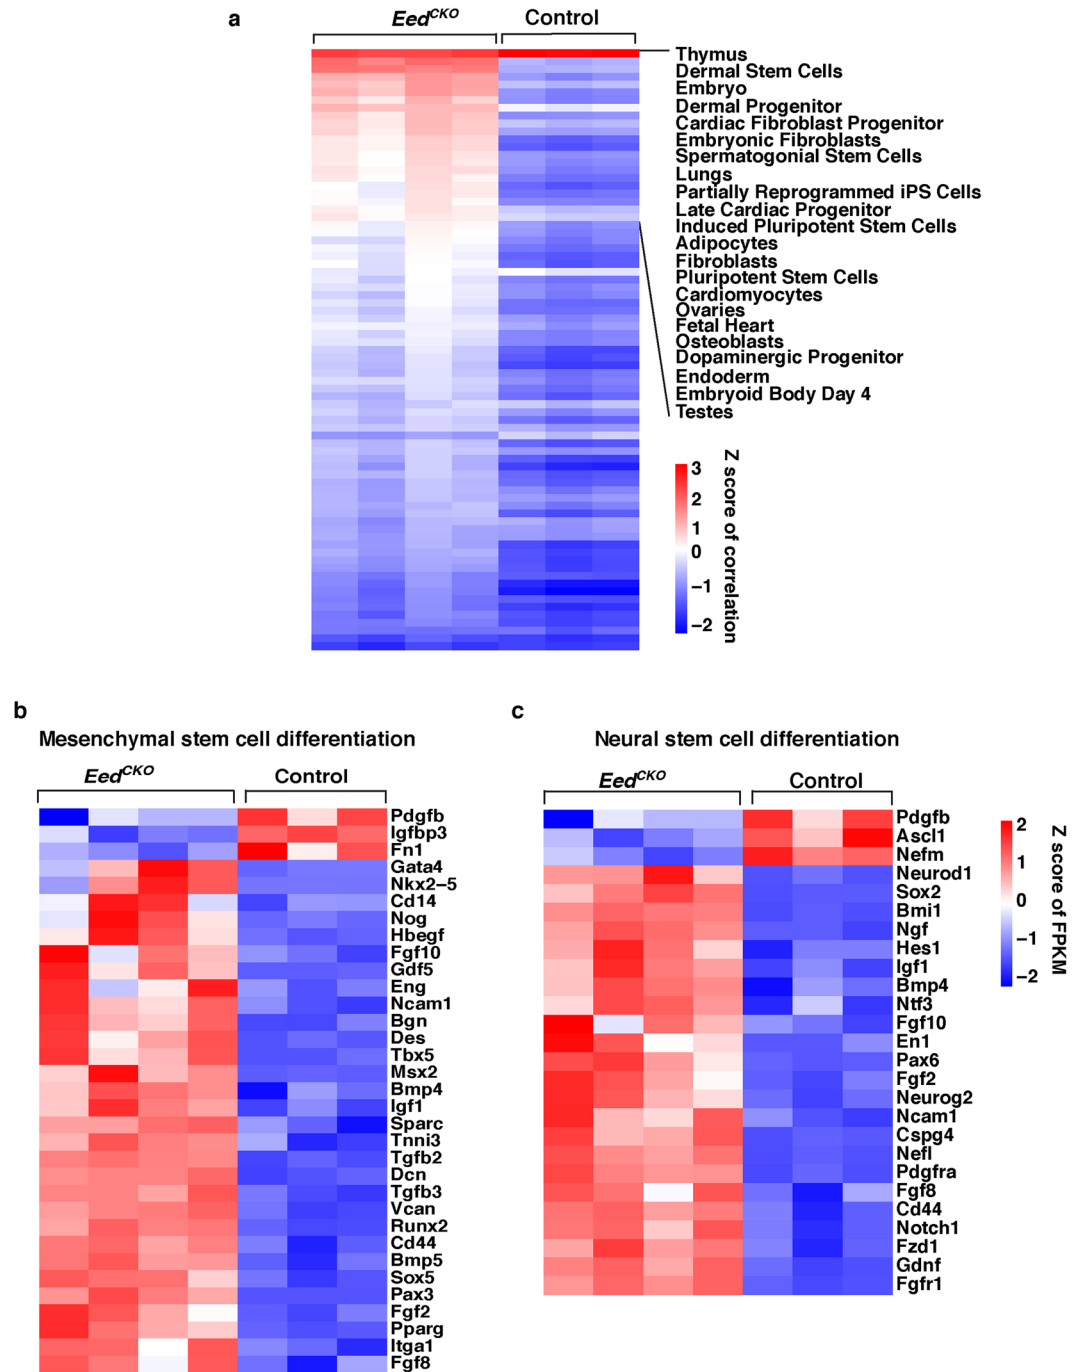 a
Eed^CKO Control
Thymus
Dermal Stem Cells
Embryo
Dermal Progenitor
Cardiac Fibroblast Progenitor
Embryonic Fibroblasts
Spermatogonial Stem Cells
Lungs
Partially Reprogrammed iPS Cells
Late Cardiac Progenitor
Induced Pluripotent Stem Cells
Adipocytes
Fibroblasts
Pluripotent Stem Cells
Cardiomyocytes
Ovaries
Fetal Heart
Osteoblasts
Dopaminergic Progenitor
Endoderm
Embryoid Body Day 4
Testes
3
2
1
0
−1
−2
Z score of correlation
b
Mesenchymal stem cell differentiation
Eed^CKO Control
Pdgfb
Igfbp3
Fn1
Gata4
Nkx2−5
Cd14
Nog
Hbegf
Fgf10
Gdf5
Eng
Ncam1
Bgn
Des
Tbx5
Msx2
Bmp4
Igf1
Sparc
Tnni3
Tgfb2
Dcn
Tgfb3
Vcan
Runx2
Cd44
Bmp5
Sox5
Pax3
Fgf2
Pparg
Itga1
Fgf8
c
Neural stem cell differentiation
Eed^CKO Control
Pdgfb
Ascl1
Nefm
Neurod1
Sox2
Bmi1
Ngf
Hes1
Igf1
Bmp4
Ntf3
Fgf10
En1
Pax6
Fgf2
Neurog2
Ncam1
Cspg4
Nefl
Pdgfra
Fgf8
Cd44
Notch1
Fzd1
Gdnf
Fgfr1
2
1
0
−1
−2
Z score of FPKM